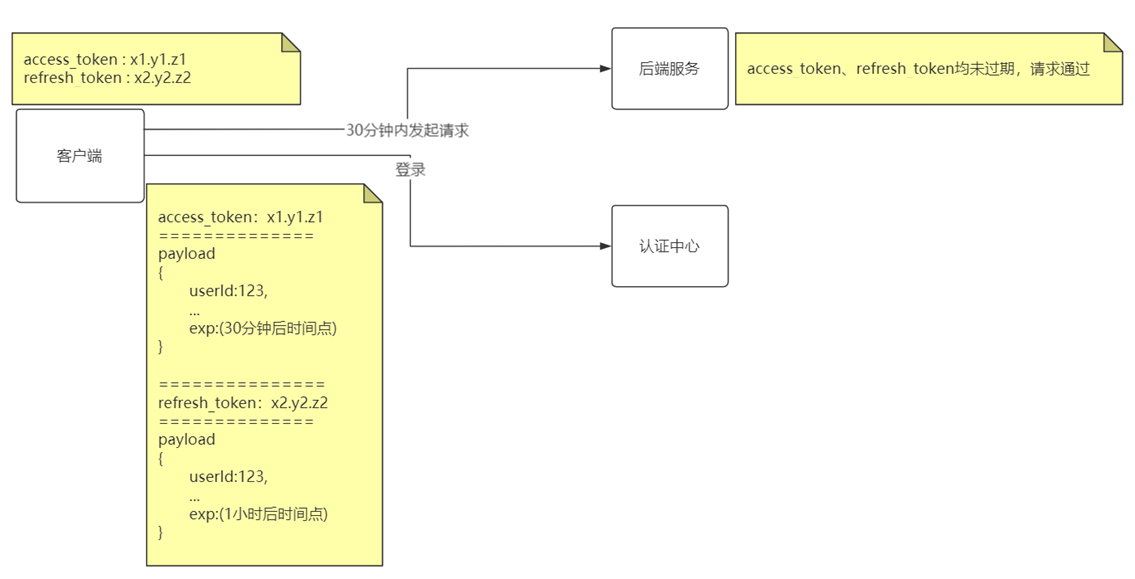 access_token : x1.y1.z1
refresh_token : x2.y2.z2
后端服务
access_token、refresh_token均未过期，请求通过
30分钟内发起请求
客户端
登录
access_token：x1.y1.z1
==============
payload
{
userId:123,
...
exp:(30分钟后时间点)
}
===============
refresh_token：x2.y2.z2
==============
payload
{
userId:123,
...
exp:(1小时后时间点)
}
认证中心